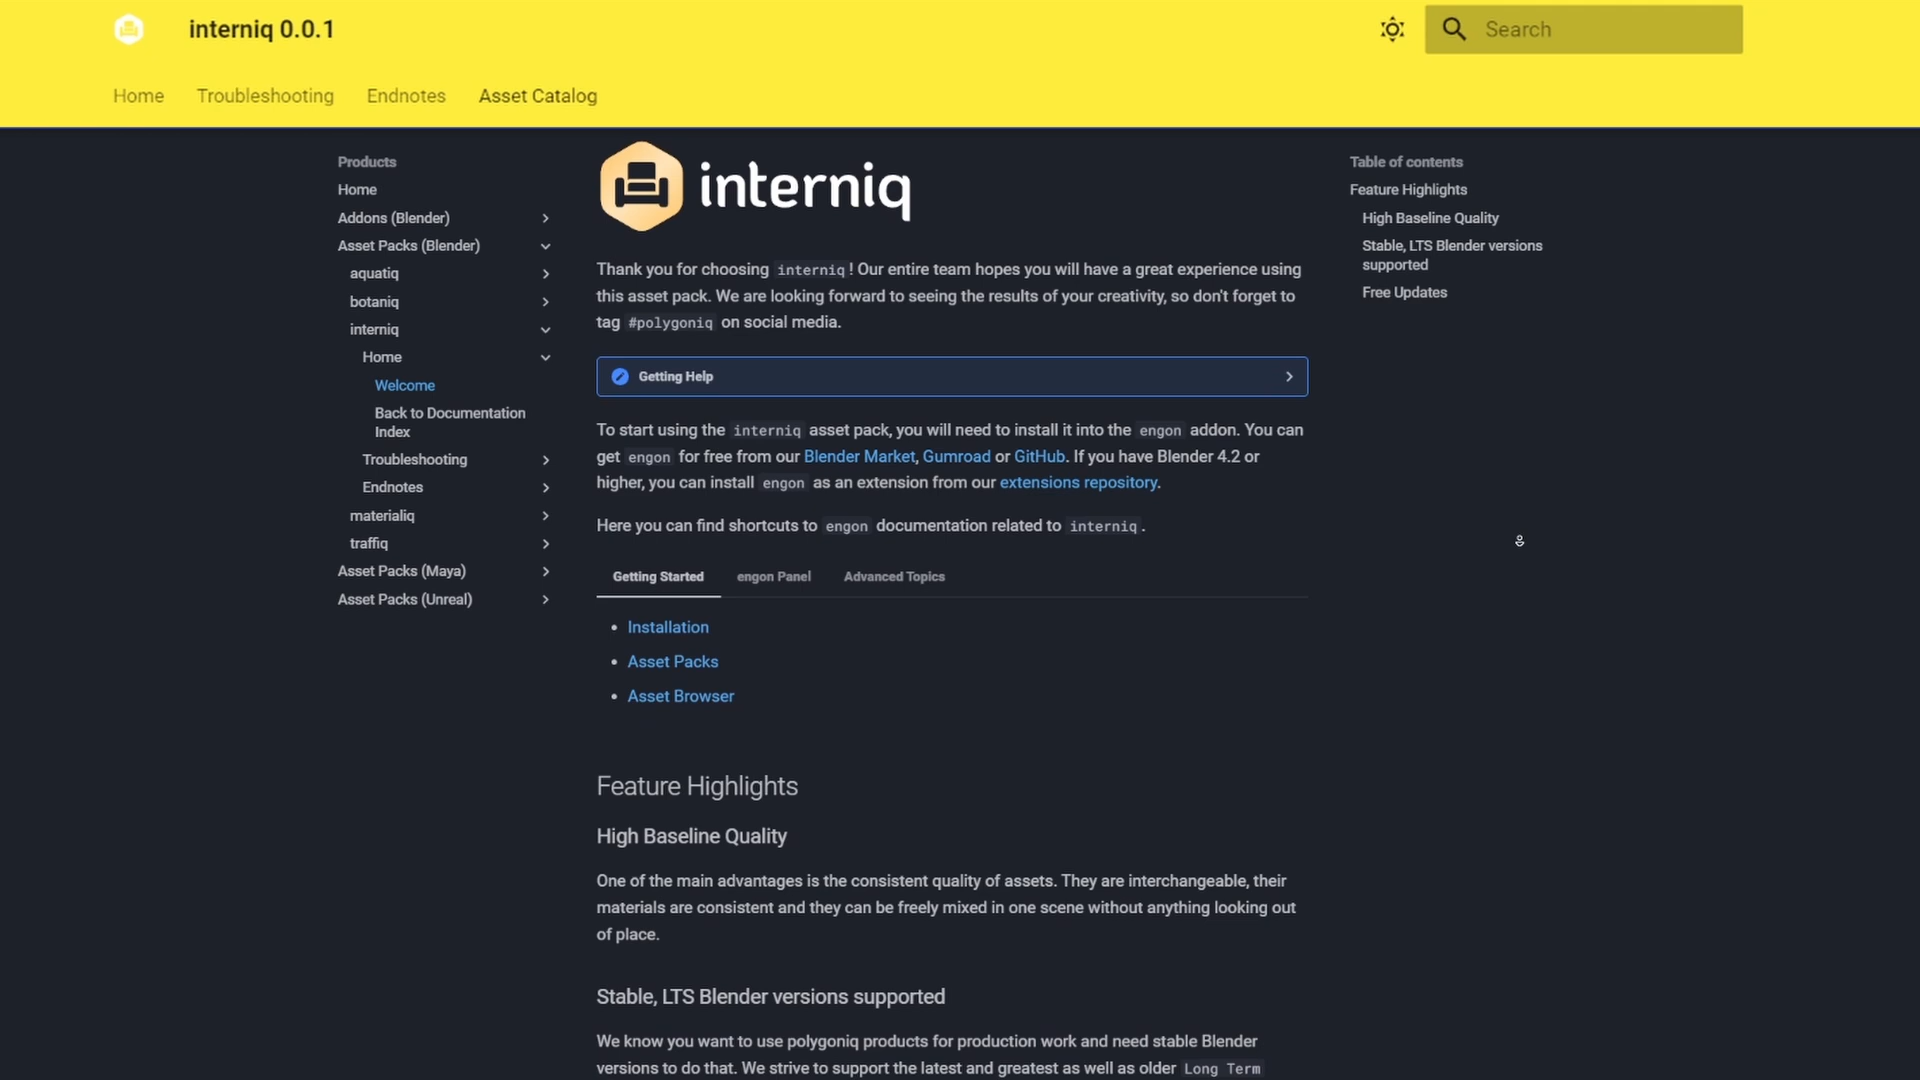 interniq 0.0.1
Search
Home
Troubleshooting
Endnotes
Asset Catalog
Products
Home
Addons (Blender)
Asset Packs (Blender)
aquatiq
botaniq
interniq
Home
Welcome
Back to Documentation
Index
Troubleshooting
Endnotes
materialiq
traffiq
Asset Packs (Maya)
Asset Packs (Unreal)
interniq
Thank you for choosing interniq! Our entire team hopes you will have a great experience using
this asset pack. We are looking forward to seeing the results of your creativity, so don't forget to
tag #polygoniq on social media.
Getting Help
To start using the interniq asset pack, you will need to install it into the engon addon. You can
get engon for free from our Blender Market, Gumroad or GitHub. If you have Blender 4.2 or
higher, you can install engon as an extension from our extensions repository.
Here you can find shortcuts to engon documentation related to interniq.
Getting Started
engon Panel
Advanced Topics
Installation
Asset Packs
Asset Browser
Feature Highlights
High Baseline Quality
One of the main advantages is the consistent quality of assets. They are interchangeable, their
materials are consistent and they can be freely mixed in one scene without anything looking out
of place.
Stable, LTS Blender versions supported
We know you want to use polygoniq products for production work and need stable Blender
versions to do that. We strive to support the latest and greatest as well as older Long Term
Table of contents
Feature Highlights
High Baseline Quality
Stable, LTS Blender versions
supported
Free Updates